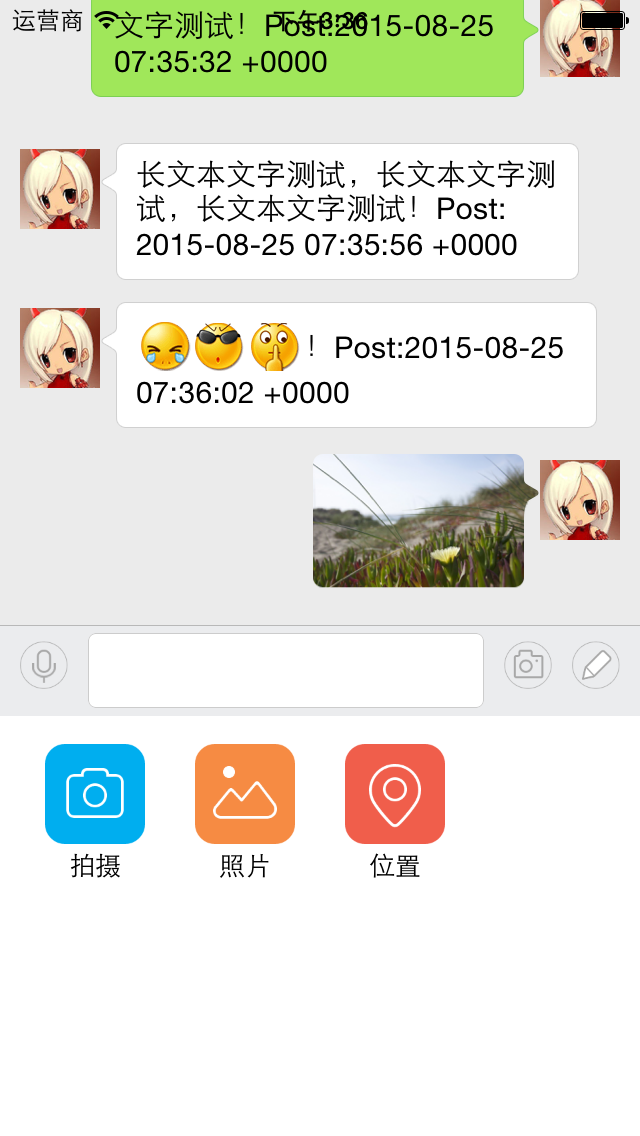 运营商 下午3:36
文字测试！Post:2015-08-25
07:35:32 +0000
长文本文字测试，长文本文字测
试，长文本文字测试！Post:
2015-08-25 07:35:56 +0000
！Post:2015-08-25
07:36:02 +0000
拍摄 照片 位置